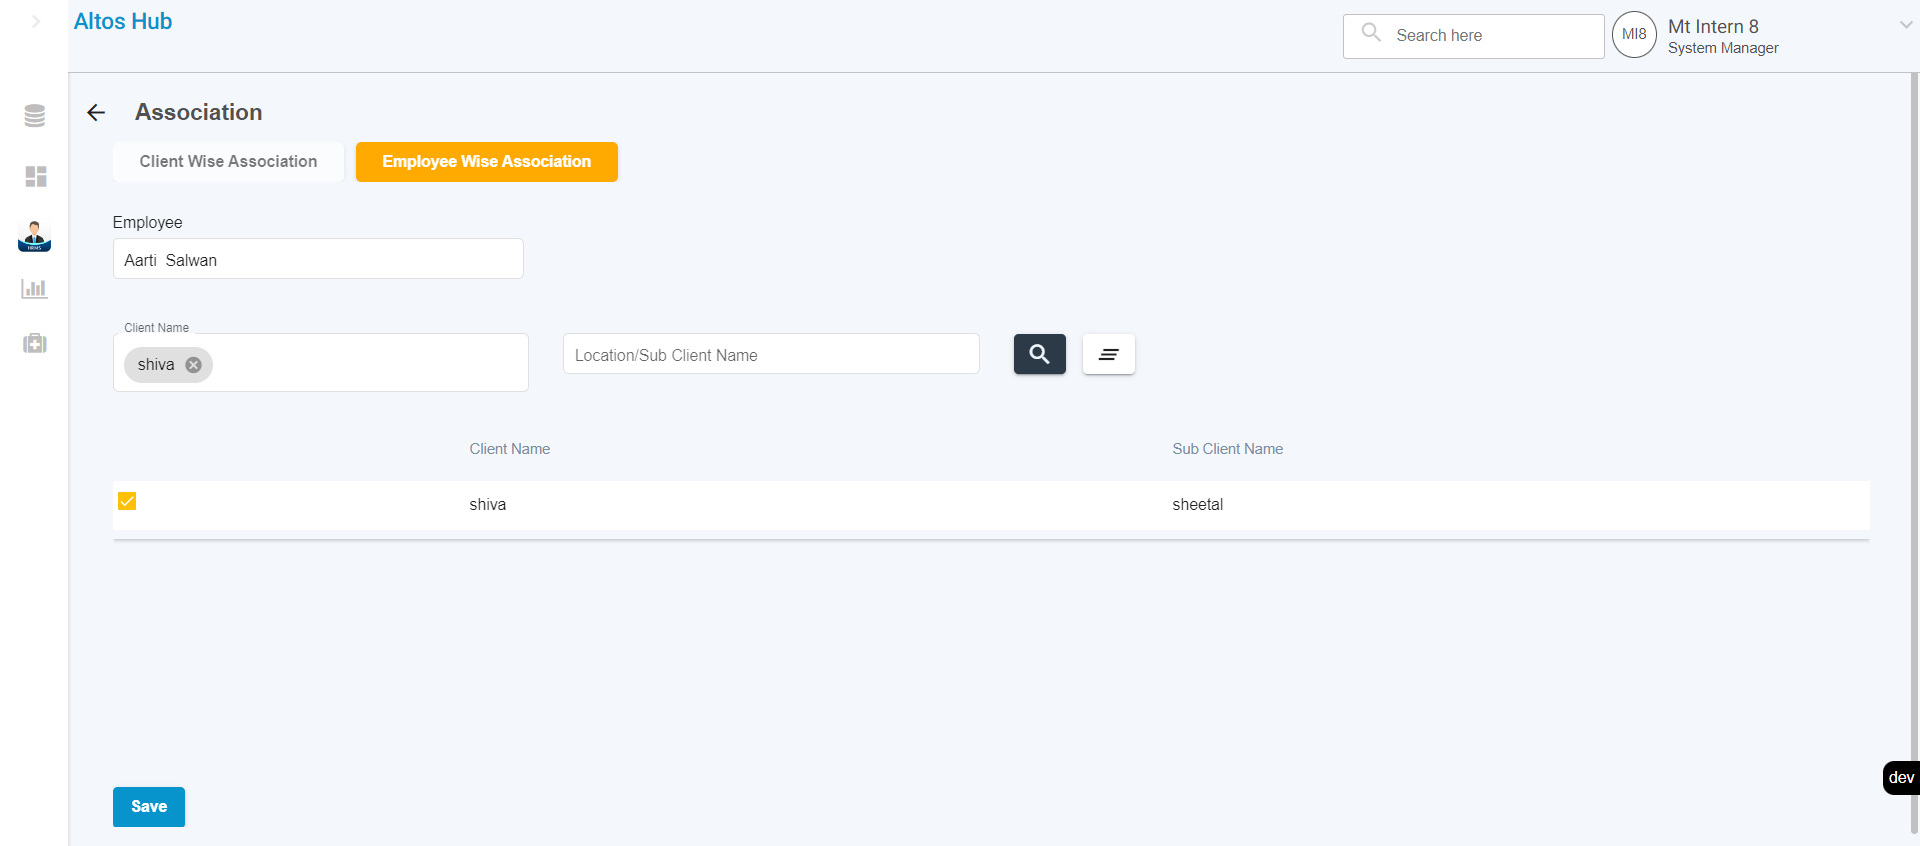 Altos Hub
Search here
MI8
Mt Intern 8
System Manager
Association
Client Wise Association
Employee Wise Association
Employee
Aarti  Salwan
HRMS
Client Name
shiva
Location/Sub Client Name
Client Name
Sub Client Name
shiva
sheetal
dev
Save